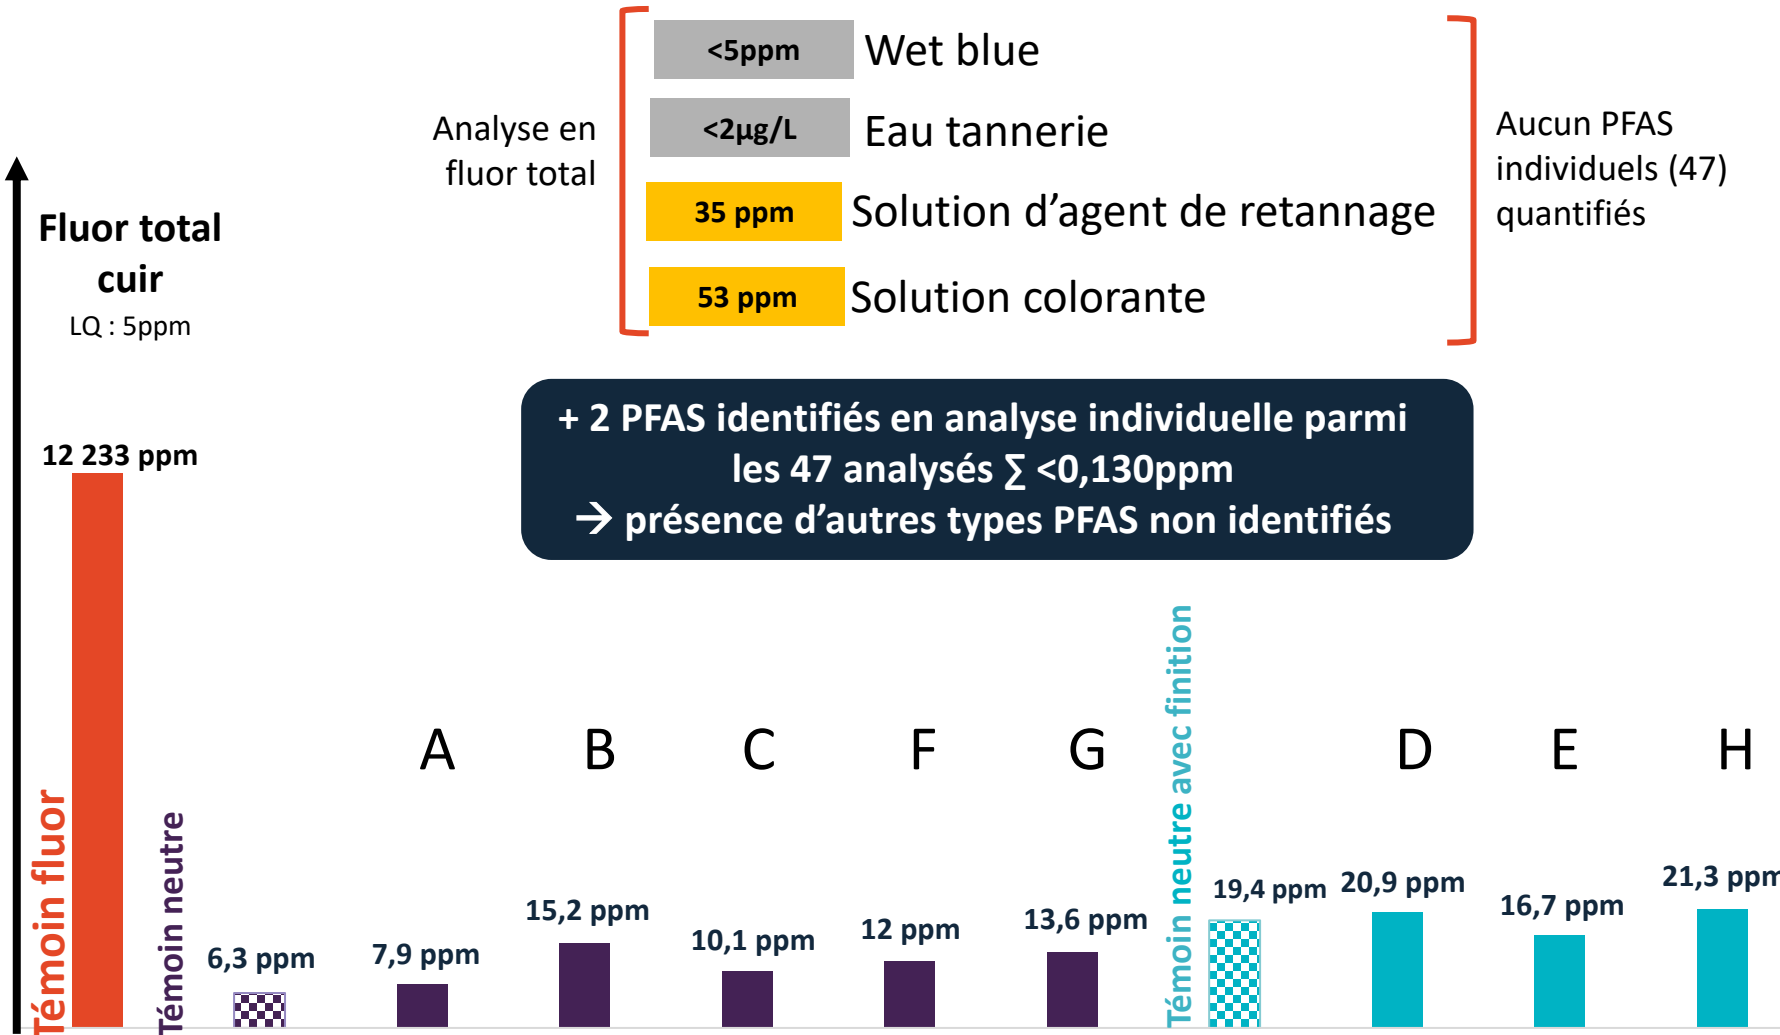 <5ppm
Wet blue
<2µg/L
Eau tannerie
35 ppm
Solution d’agent de retannage
53 ppm
Solution colorante
Analyse en
fluor total
Aucun PFAS
individuels (47)
quantifiés
Fluor total
cuir
LQ : 5ppm
+ 2 PFAS identifiés en analyse individuelle parmi
les 47 analysés ∑ <0,130ppm
→ présence d’autres types PFAS non identifiés
12 233 ppm
Témoin fluor
Témoin neutre
6,3 ppm
A
7,9 ppm
B
15,2 ppm
C
10,1 ppm
F
12 ppm
G
13,6 ppm
Témoin neutre avec finition
19,4 ppm
D
20,9 ppm
E
16,7 ppm
H
21,3 ppm